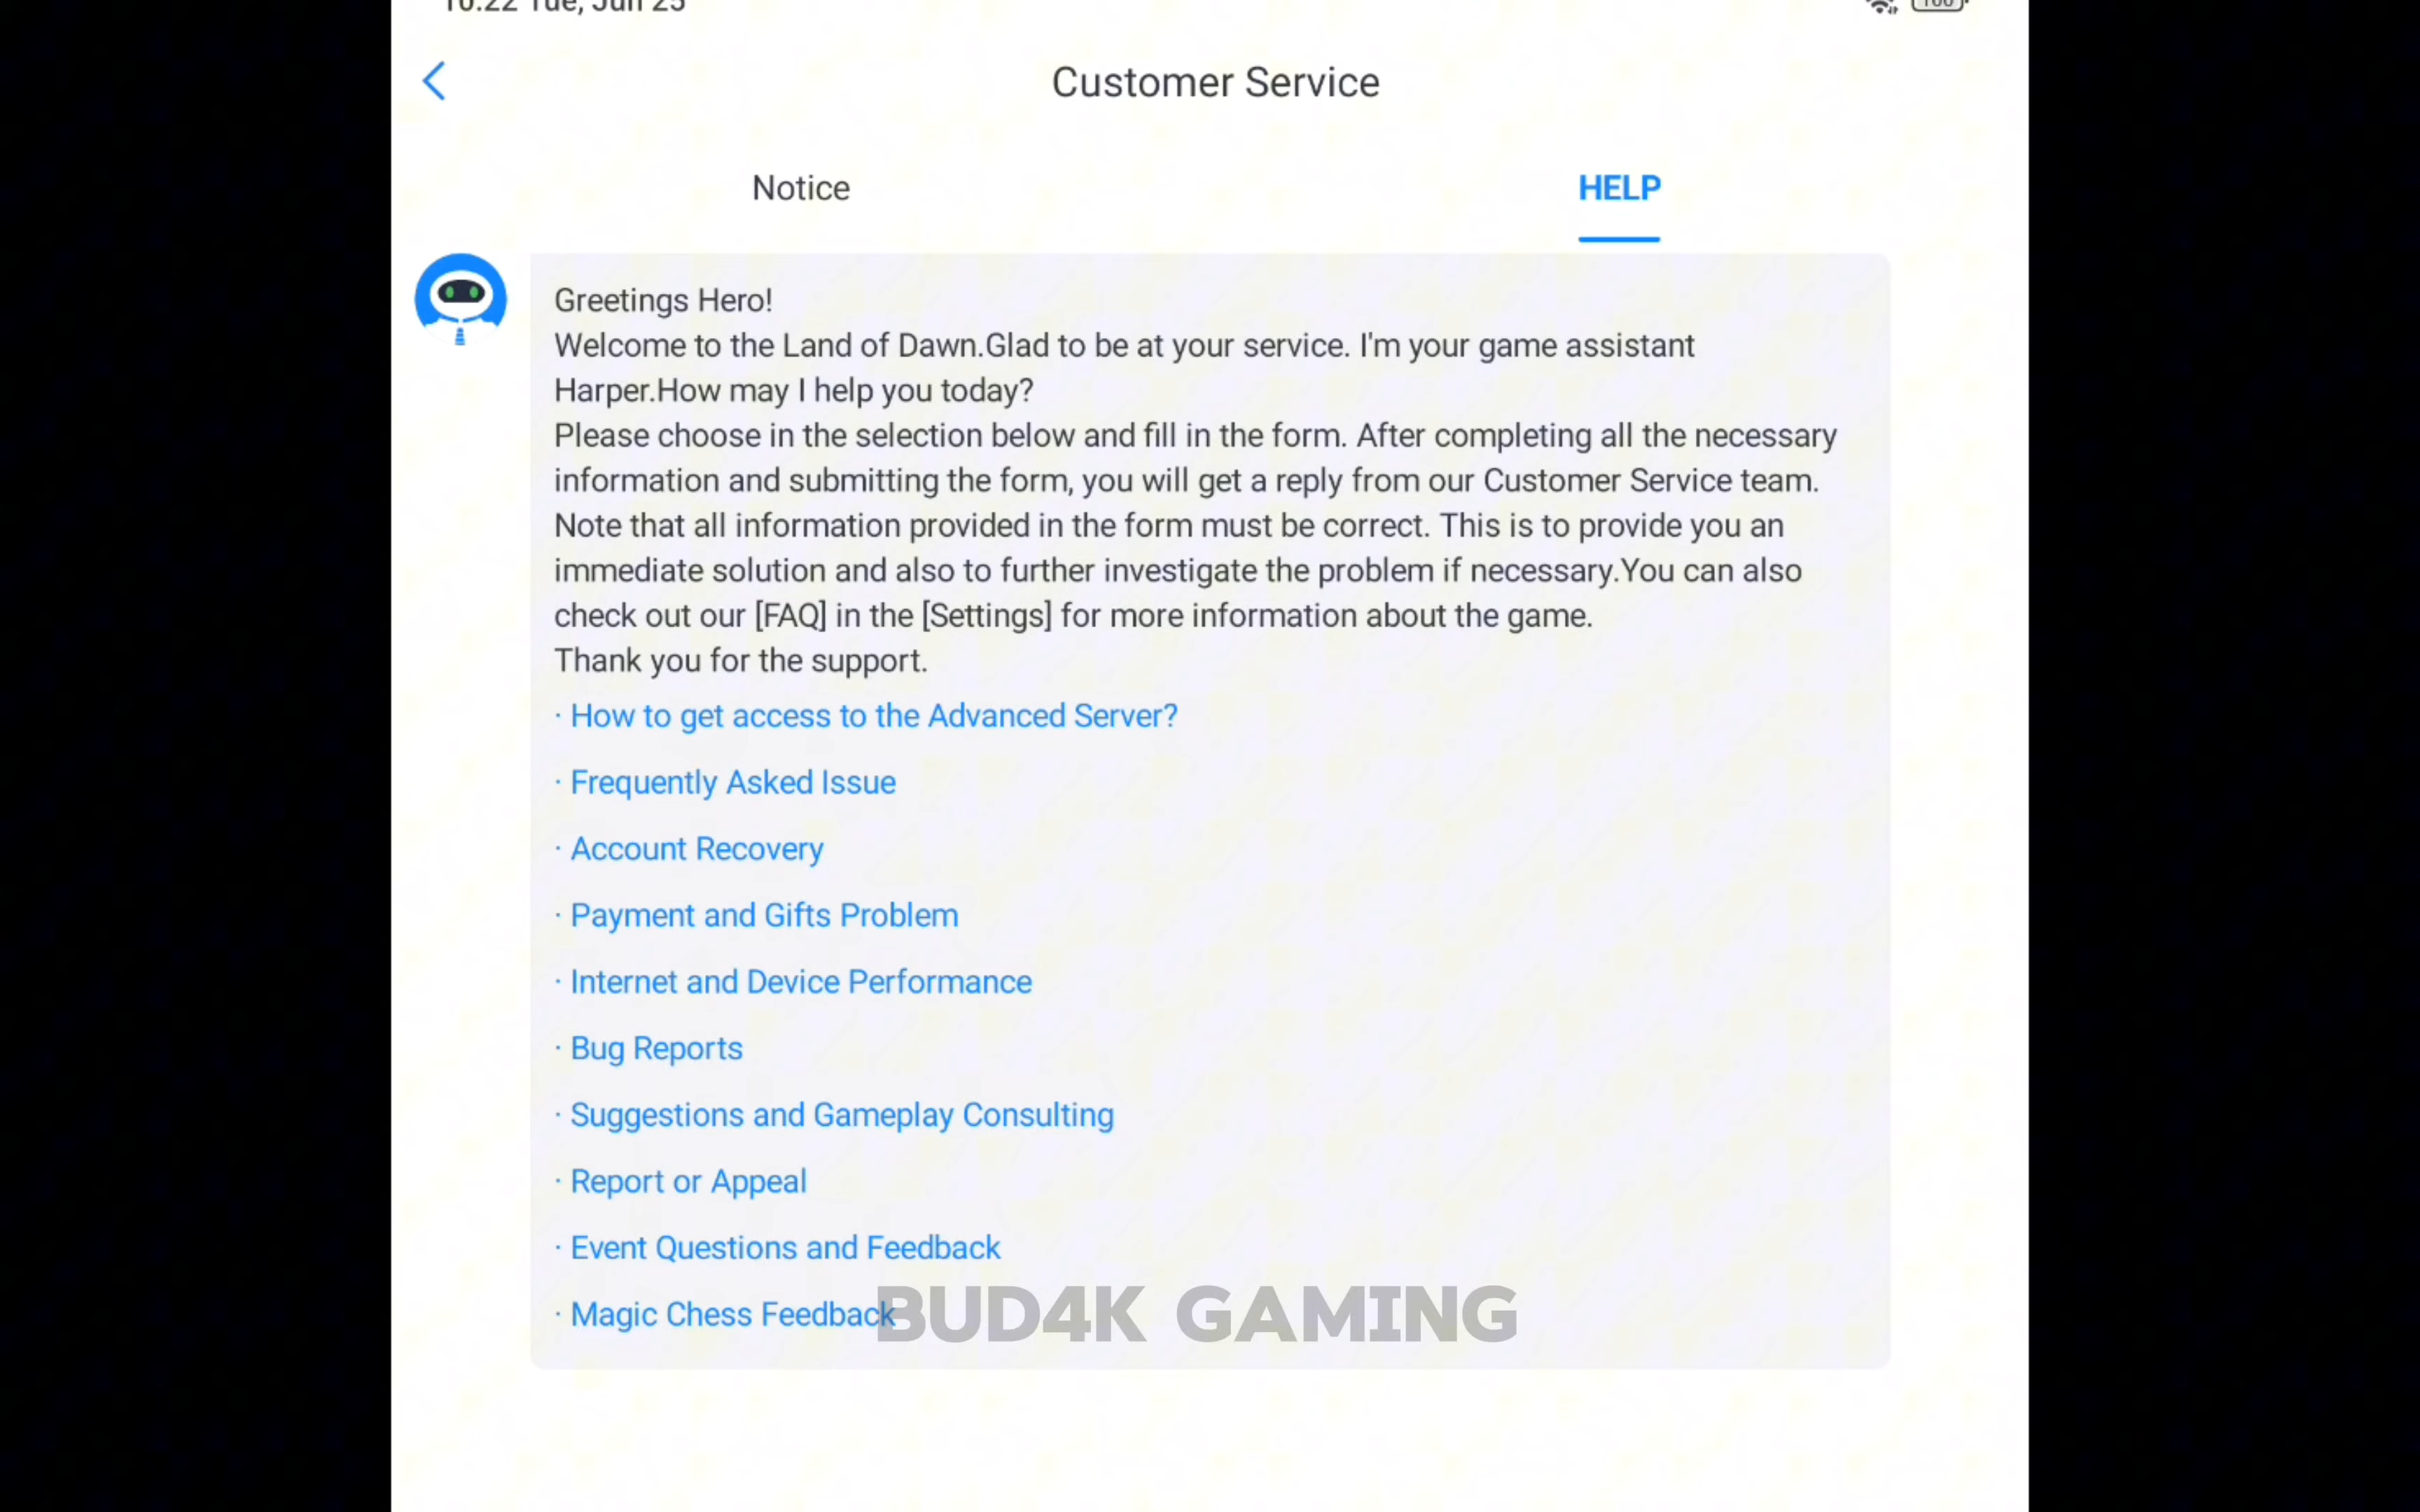 10:22 Tue, Jun 25
100
Customer Service
Notice
HELP
Greetings Hero!
Welcome to the Land of Dawn.Glad to be at your service. I'm your game assistant
Harper.How may I help you today?
Please choose in the selection below and fill in the form. After completing all the necessary
information and submitting the form, you will get a reply from our Customer Service team.
Note that all information provided in the form must be correct. This is to provide you an
immediate solution and also to further investigate the problem if necessary.You can also
check out our [FAQ] in the [Settings] for more information about the game.
Thank you for the support.
· How to get access to the Advanced Server?
· Frequently Asked Issue
· Account Recovery
· Payment and Gifts Problem
· Internet and Device Performance
· Bug Reports
· Suggestions and Gameplay Consulting
· Report or Appeal
· Event Questions and Feedback
· Magic Chess Feedback
BUD4K GAMING